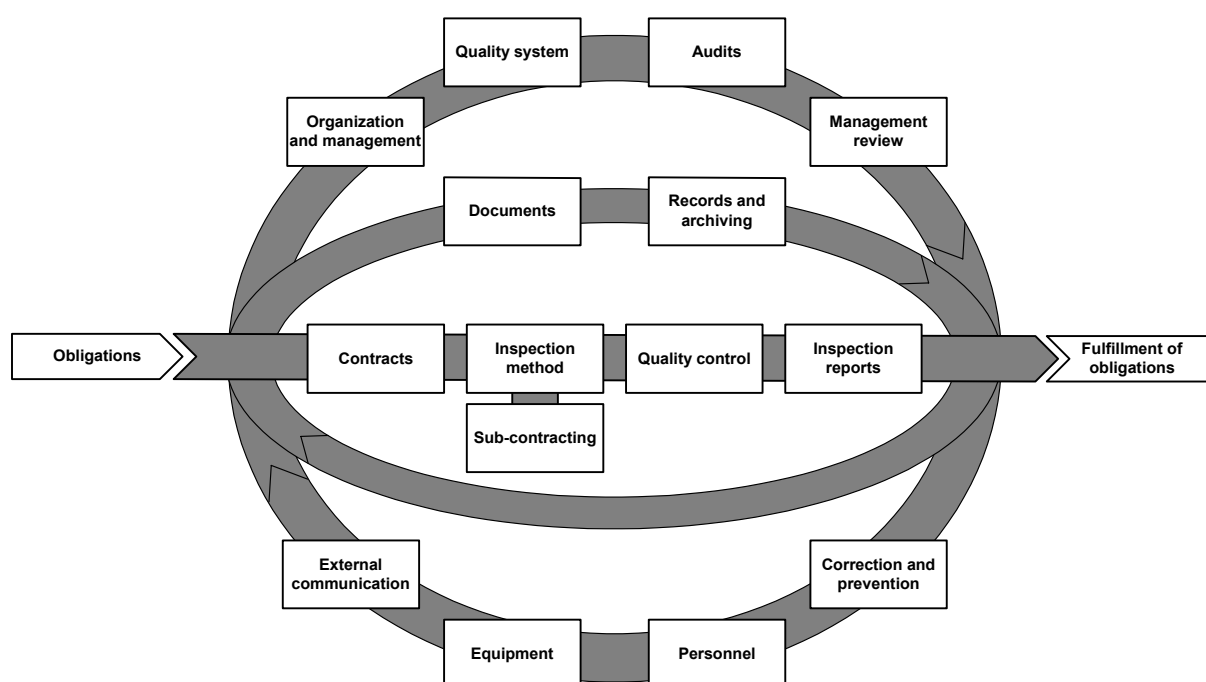 Quality system
Audits
Organization
and management
Management
review
Documents
Records and
archiving
Obligations
Contracts
Inspection
method
Quality control
Inspection
reports
Fulfillment of
obligations
Sub-contracting
External
communication
Correction and
prevention
Equipment
Personnel